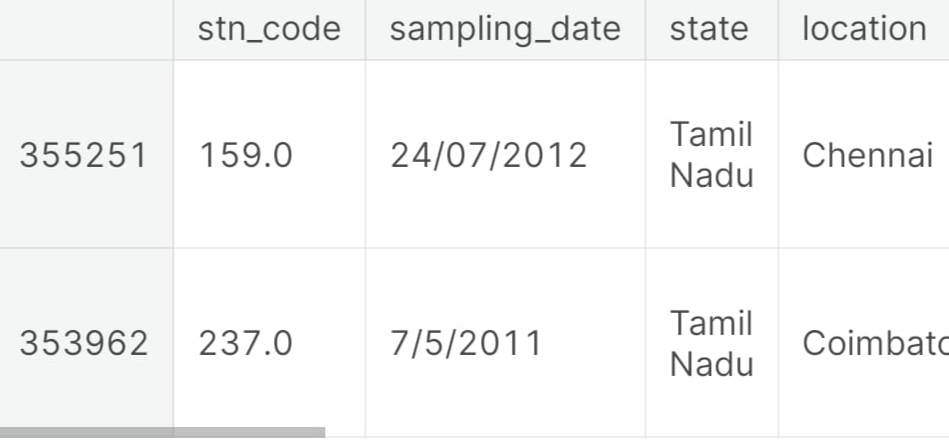 stn_code sampling_date state location
355251 159.0 24/07/2012 Tamil Nadu Chennai
353962 237.0 7/5/2011 Tamil Nadu